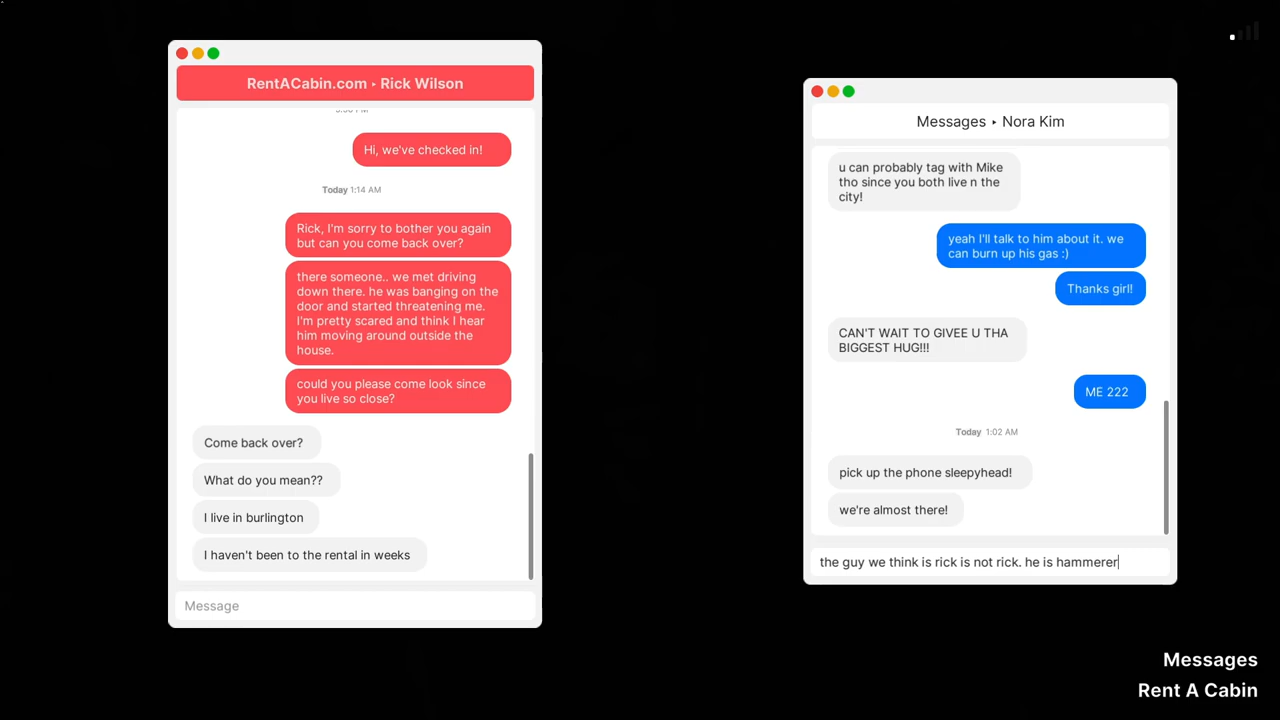 RentACabin.com ‣ Rick Wilson
Hi, we've checked in!
Today 1:14 AM
Rick, I'm sorry to bother you again
but can you come back over?
there someone.. we met driving
down there. he was banging on the
door and started threatening me.
I'm pretty scared and think I hear
him moving around outside the
house.
could you please come look since
you live so close?
Come back over?
What do you mean??
I live in burlington
I haven't been to the rental in weeks
Message
Messages ‣ Nora Kim
u can probably tag with Mike
tho since you both live n the
city!
yeah I'll talk to him about it. we
can burn up his gas :)
Thanks girl!
CAN'T WAIT TO GIVEE U THA
BIGGEST HUG!!!
ME 222
Today 1:02 AM
pick up the phone sleepyhead!
we're almost there!
the guy we think is rick is not rick. he is hammerer
Messages
Rent A Cabin